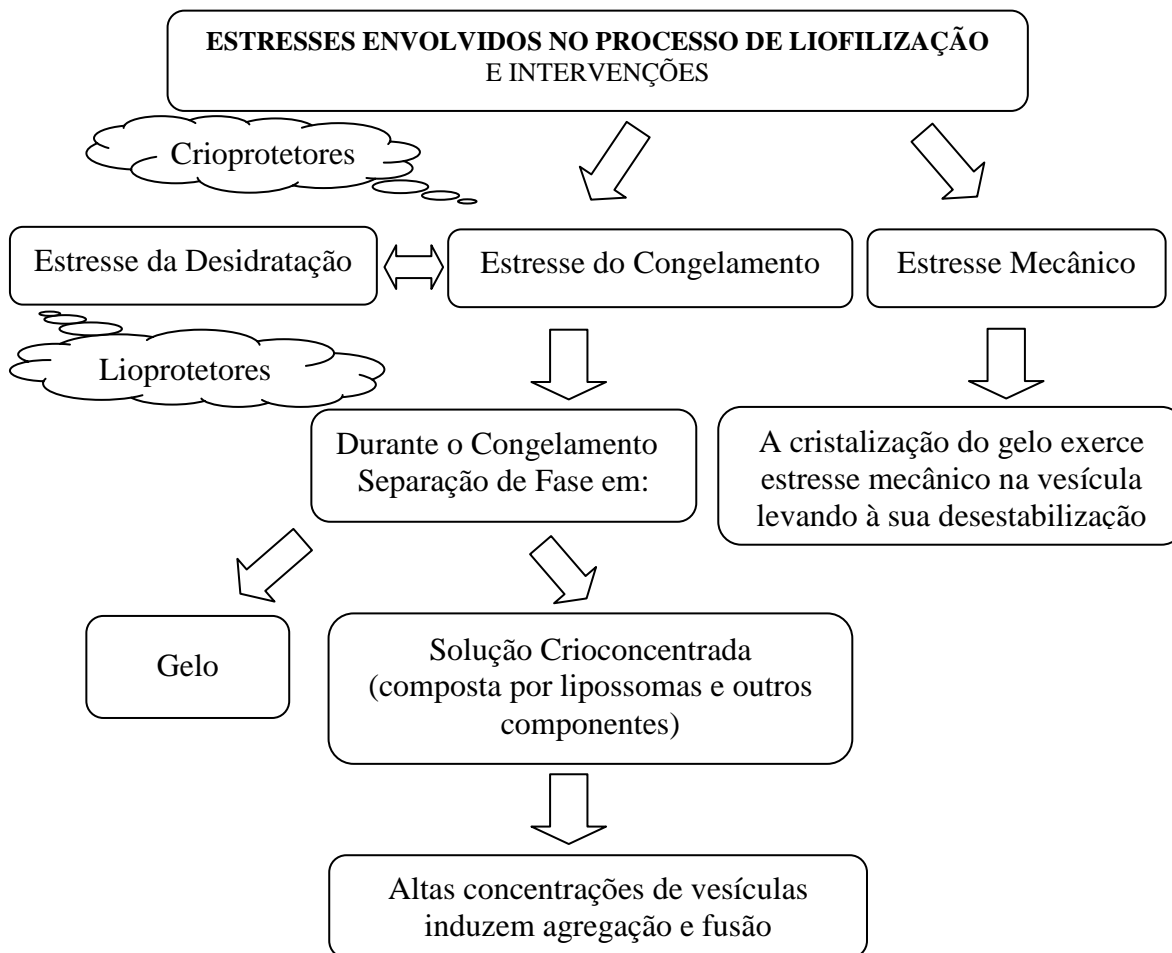 ESTRESSES ENVOLVIDOS NO PROCESSO DE LIOFILIZAÇÃO
E INTERVENÇÕES
Crioprotetores
Estresse da Desidratação
Estresse do Congelamento
Estresse Mecânico
Lioprotetores
Durante o Congelamento
Separação de Fase em:
A cristalização do gelo exerce
estresse mecânico na vesícula
levando à sua desestabilização
Gelo
Solução Crioconcentrada
(composta por lipossomas e outros
componentes)
Altas concentrações de vesículas
induzem agregação e fusão